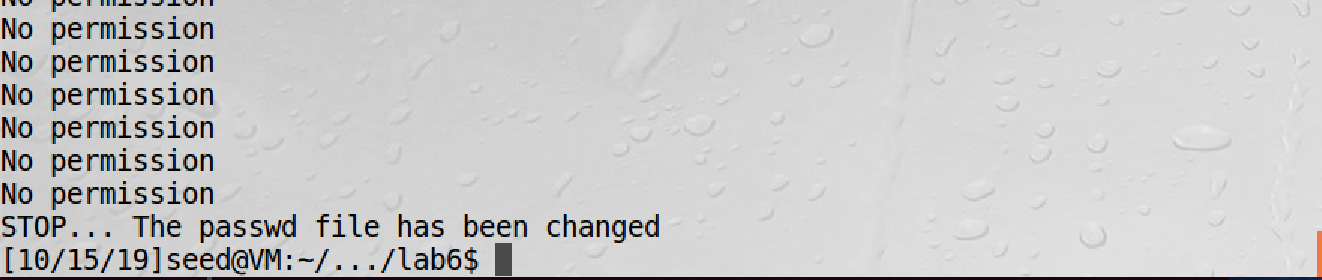 No permission
No permission
No permission
No permission
No permission
No permission
No permission
STOP... The passwd file has been changed
[10/15/19]seed@VM:~/.../lab6$